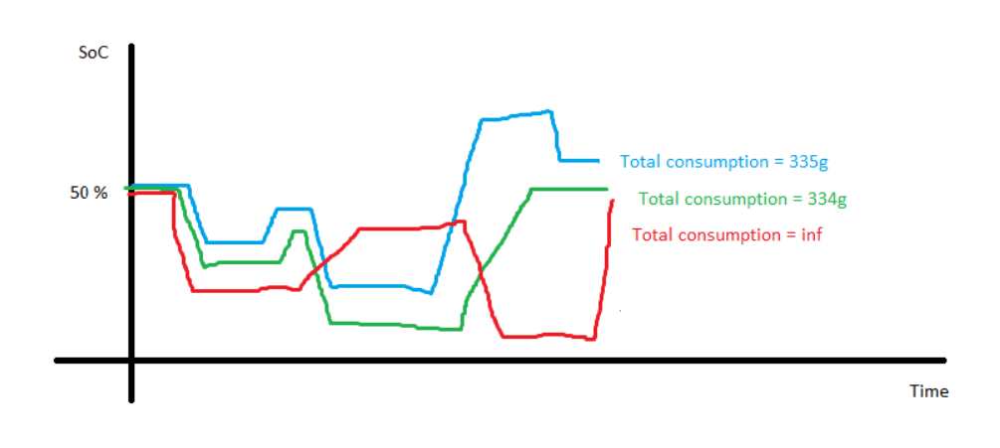 SoC
50 %
Total consumption = 335g
Total consumption = 334g
Total consumption = inf
Time